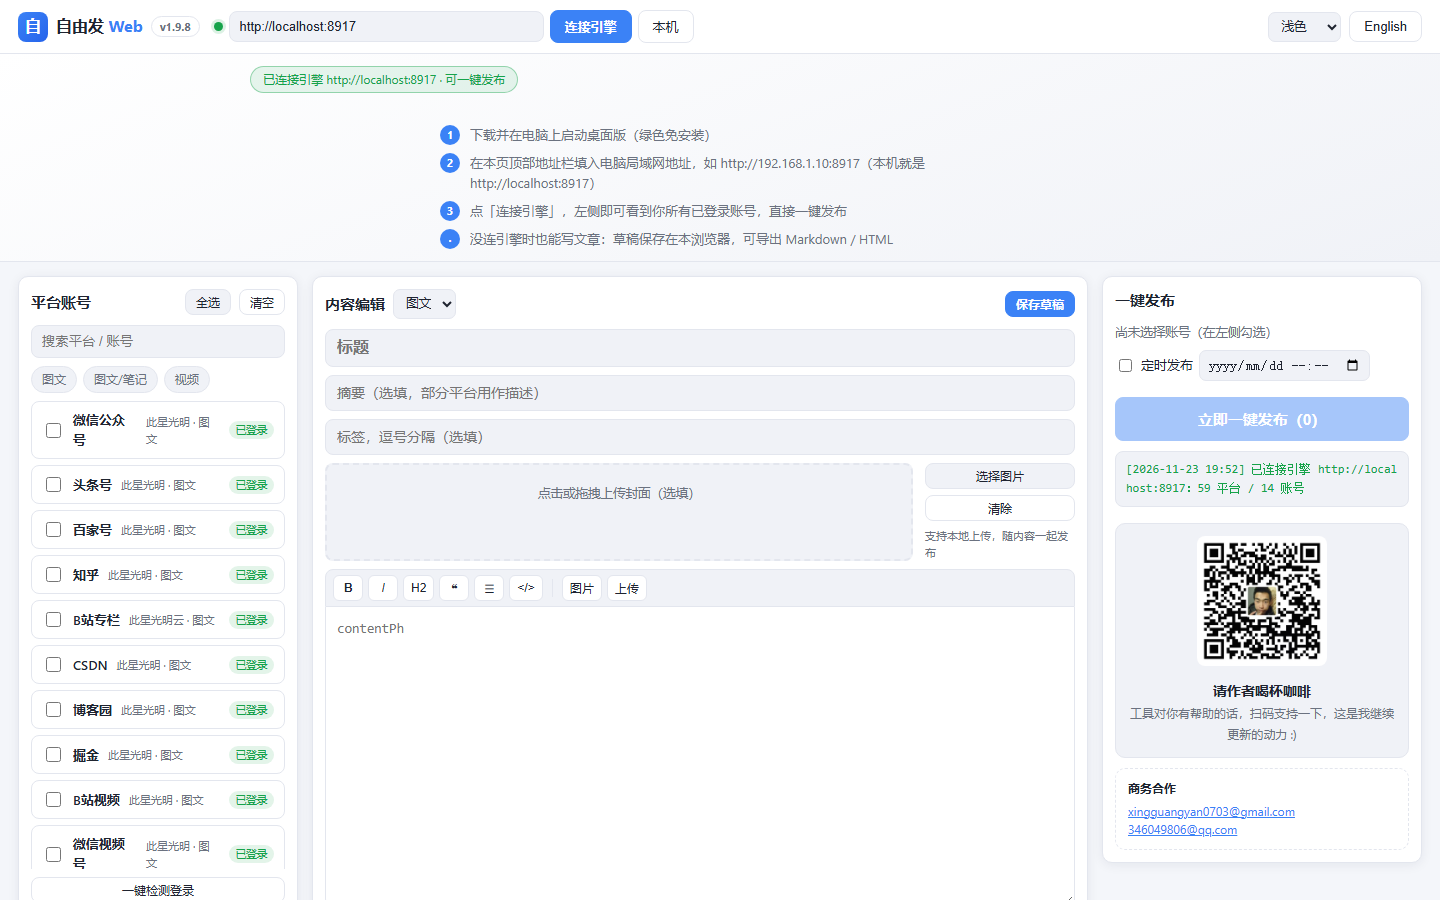 自 自由发 Web v1.9.8 http://localhost:8917 连接引擎 本机 浅色 English
已连接引擎 http://localhost:8917 · 可一键发布
1 下载并在电脑上启动桌面版（绿色免安装）
2 在本页顶部地址栏填入电脑局域网地址，如 http://192.168.1.10:8917（本机就是
http://localhost:8917）
3 点「连接引擎」，左侧即可看到你所有已登录账号，直接一键发布
· 没连引擎时也能写文章：草稿保存在本浏览器，可导出 Markdown / HTML
平台账号 全选 清空
搜索平台 / 账号
图文 图文/笔记 视频
微信公众号 此星光明 · 图文 已登录
头条号 此星光明 · 图文 已登录
百家号 此星光明 · 图文 已登录
知乎 此星光明 · 图文 已登录
B站专栏 此星光明云 · 图文 已登录
CSDN 此星光明 · 图文 已登录
博客园 此星光明 · 图文 已登录
掘金 此星光明 · 图文 已登录
B站视频 此星光明 · 图文 已登录
微信视频号 此星光明 · 图文 已登录
一键检测登录
内容编辑 图文 保存草稿
标题
摘要（选填，部分平台用作描述）
标签，逗号分隔（选填）
点击或拖拽上传封面（选填）
选择图片
清除
支持本地上传，随内容一起发
布
B I H2 ❝ ☰ </> 图片 上传
contentPh
一键发布
尚未选择账号（在左侧勾选）
定时发布 yyyy/mm/dd --:--
立即一键发布（0）
[2026-11-23 19:52] 已连接引擎 http://local
host:8917：59 平台 / 14 账号
请作者喝杯咖啡
工具对你有帮助的话，扫码支持一下，这是我继续
更新的动力 :)
商务合作
xingguangyan0703@gmail.com
346049806@qq.com